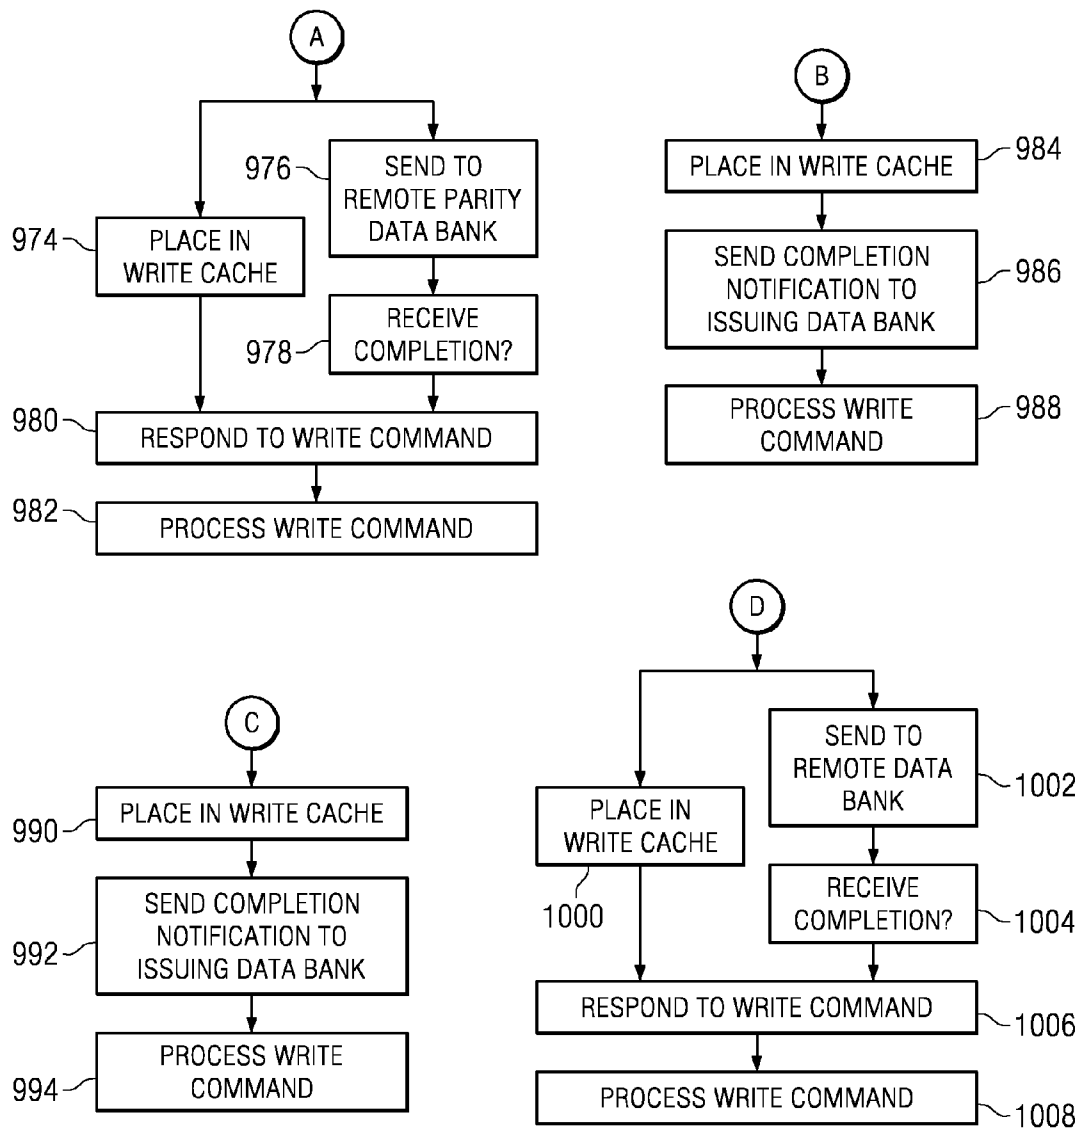 A
976
SEND TO
REMOTE PARITY
DATA BANK
974
PLACE IN
WRITE CACHE
978
RECEIVE
COMPLETION?
980
RESPOND TO WRITE COMMAND
982
PROCESS WRITE COMMAND
B
PLACE IN WRITE CACHE
984
SEND COMPLETION
NOTIFICATION TO
ISSUING DATA BANK
986
PROCESS WRITE
COMMAND
988
C
990
PLACE IN WRITE CACHE
992
SEND COMPLETION
NOTIFICATION TO
ISSUING DATA BANK
994
PROCESS WRITE
COMMAND
D
SEND TO
REMOTE DATA
BANK
1002
PLACE IN
WRITE CACHE
1000
RECEIVE
COMPLETION?
1004
RESPOND TO WRITE COMMAND
1006
PROCESS WRITE COMMAND
1008